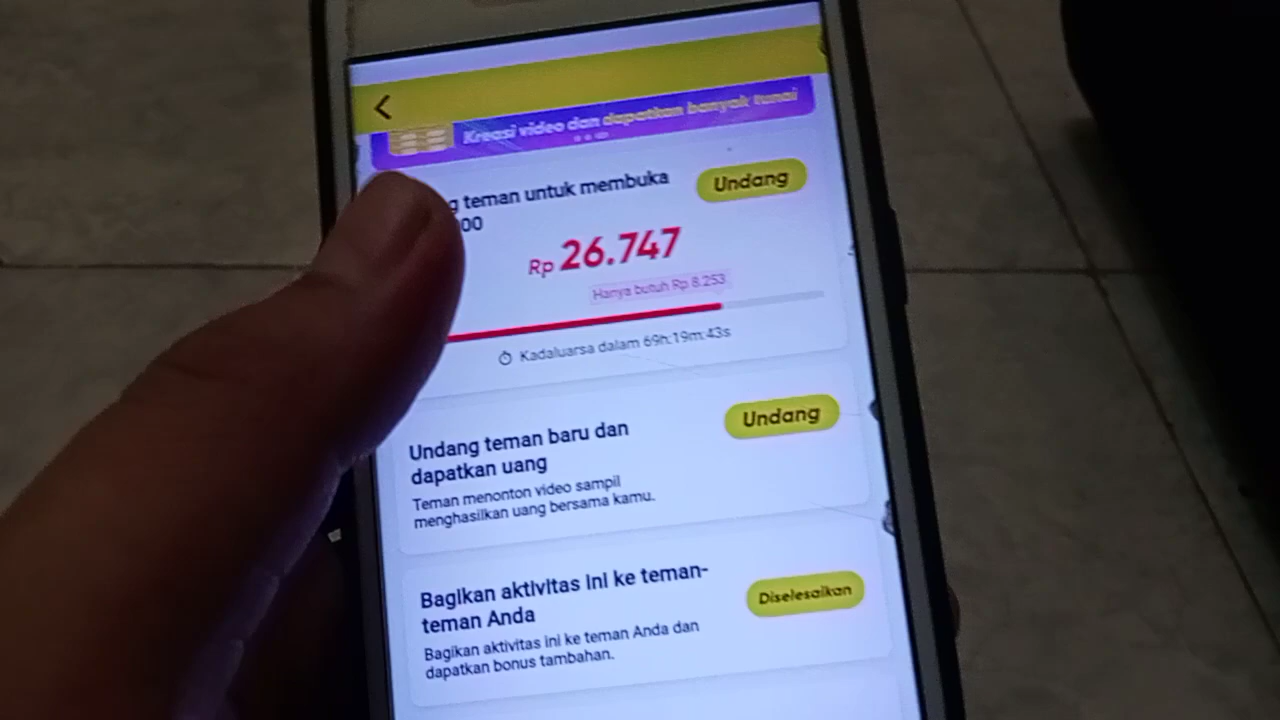 Kreasi video dan dapatkan banyak tunai
teman untuk membuka
Undang
00
Rp 26.747
Hanya butuh Rp 8.253
Kadaluarsa dalam 69h:19m:43s
Undang teman baru dan
dapatkan uang
Undang
Teman menonton video sampil
menghasilkan uang bersama kamu.
Bagikan aktivitas ini ke teman-
teman Anda
Diselesaikan
Bagikan aktivitas ini ke teman Anda dan
dapatkan bonus tambahan.